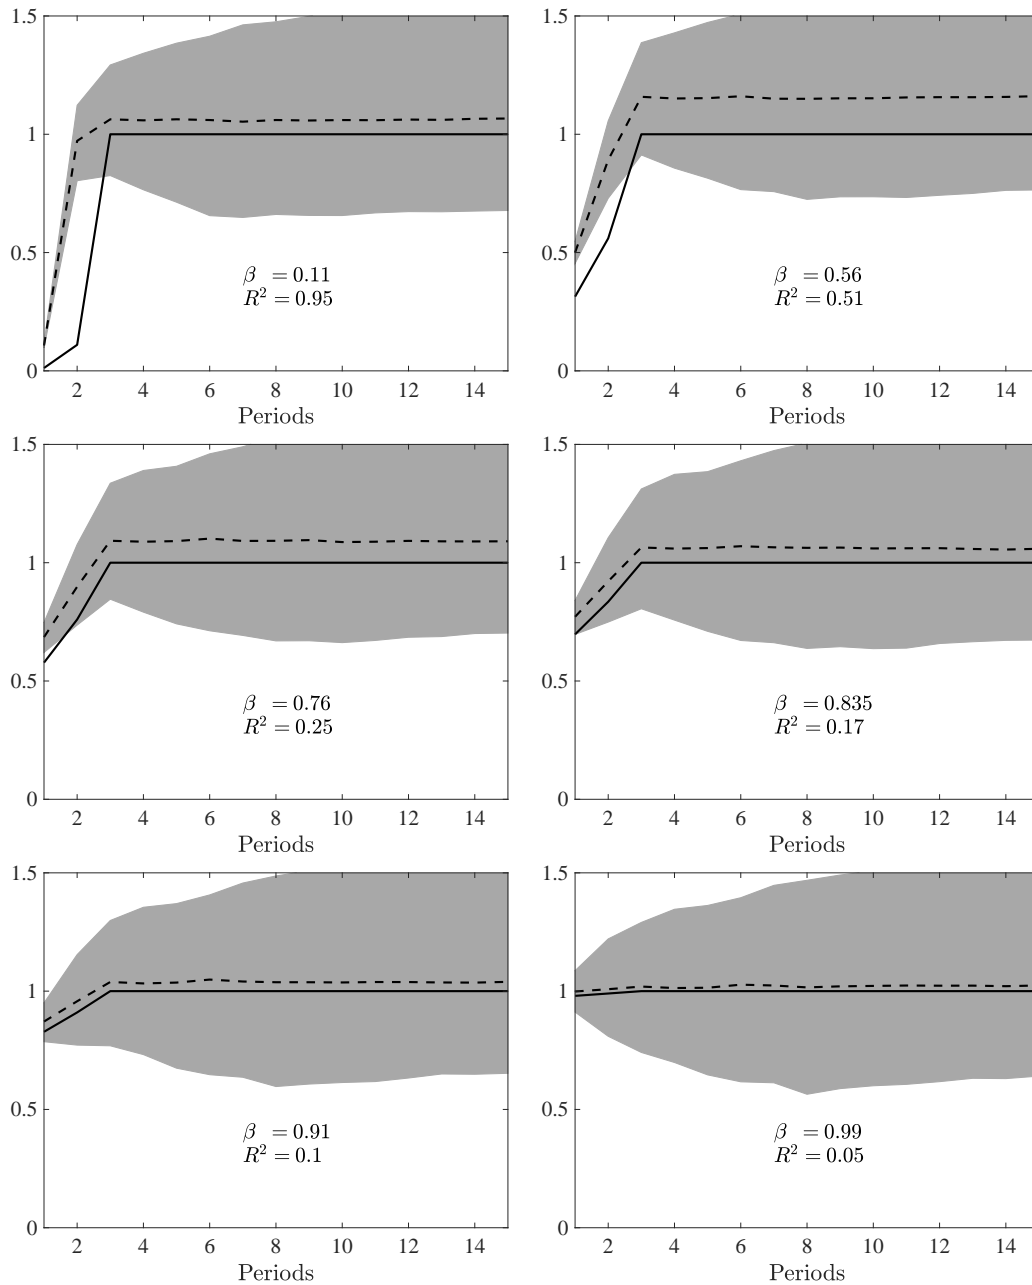 1.5
1
0.5
0
β = 0.11
R² = 0.95
2 4 6 8 10 12 14
Periods
1.5
1
0.5
0
β = 0.56
R² = 0.51
2 4 6 8 10 12 14
Periods
1.5
1
0.5
0
β = 0.76
R² = 0.25
2 4 6 8 10 12 14
Periods
1.5
1
0.5
0
β = 0.835
R² = 0.17
2 4 6 8 10 12 14
Periods
1.5
1
0.5
0
β = 0.91
R² = 0.1
2 4 6 8 10 12 14
Periods
1.5
1
0.5
0
β = 0.99
R² = 0.05
2 4 6 8 10 12 14
Periods